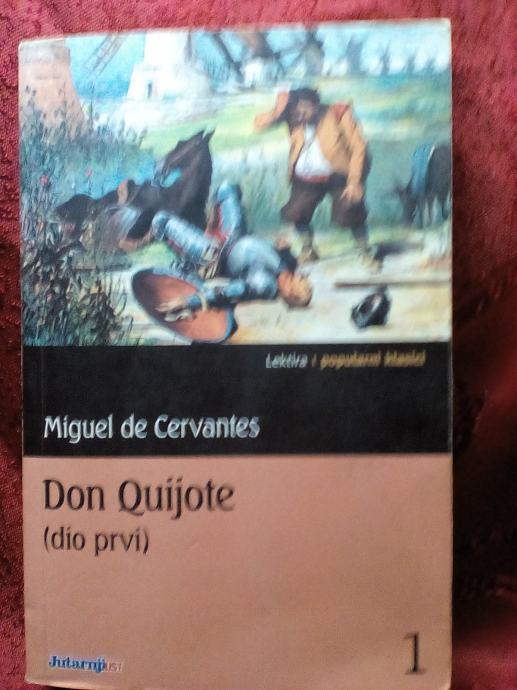 Lektira i popularni klasici
Miguel de Cervantes
Don Quijote
(dio prvi)
Jutarnji LIST
1